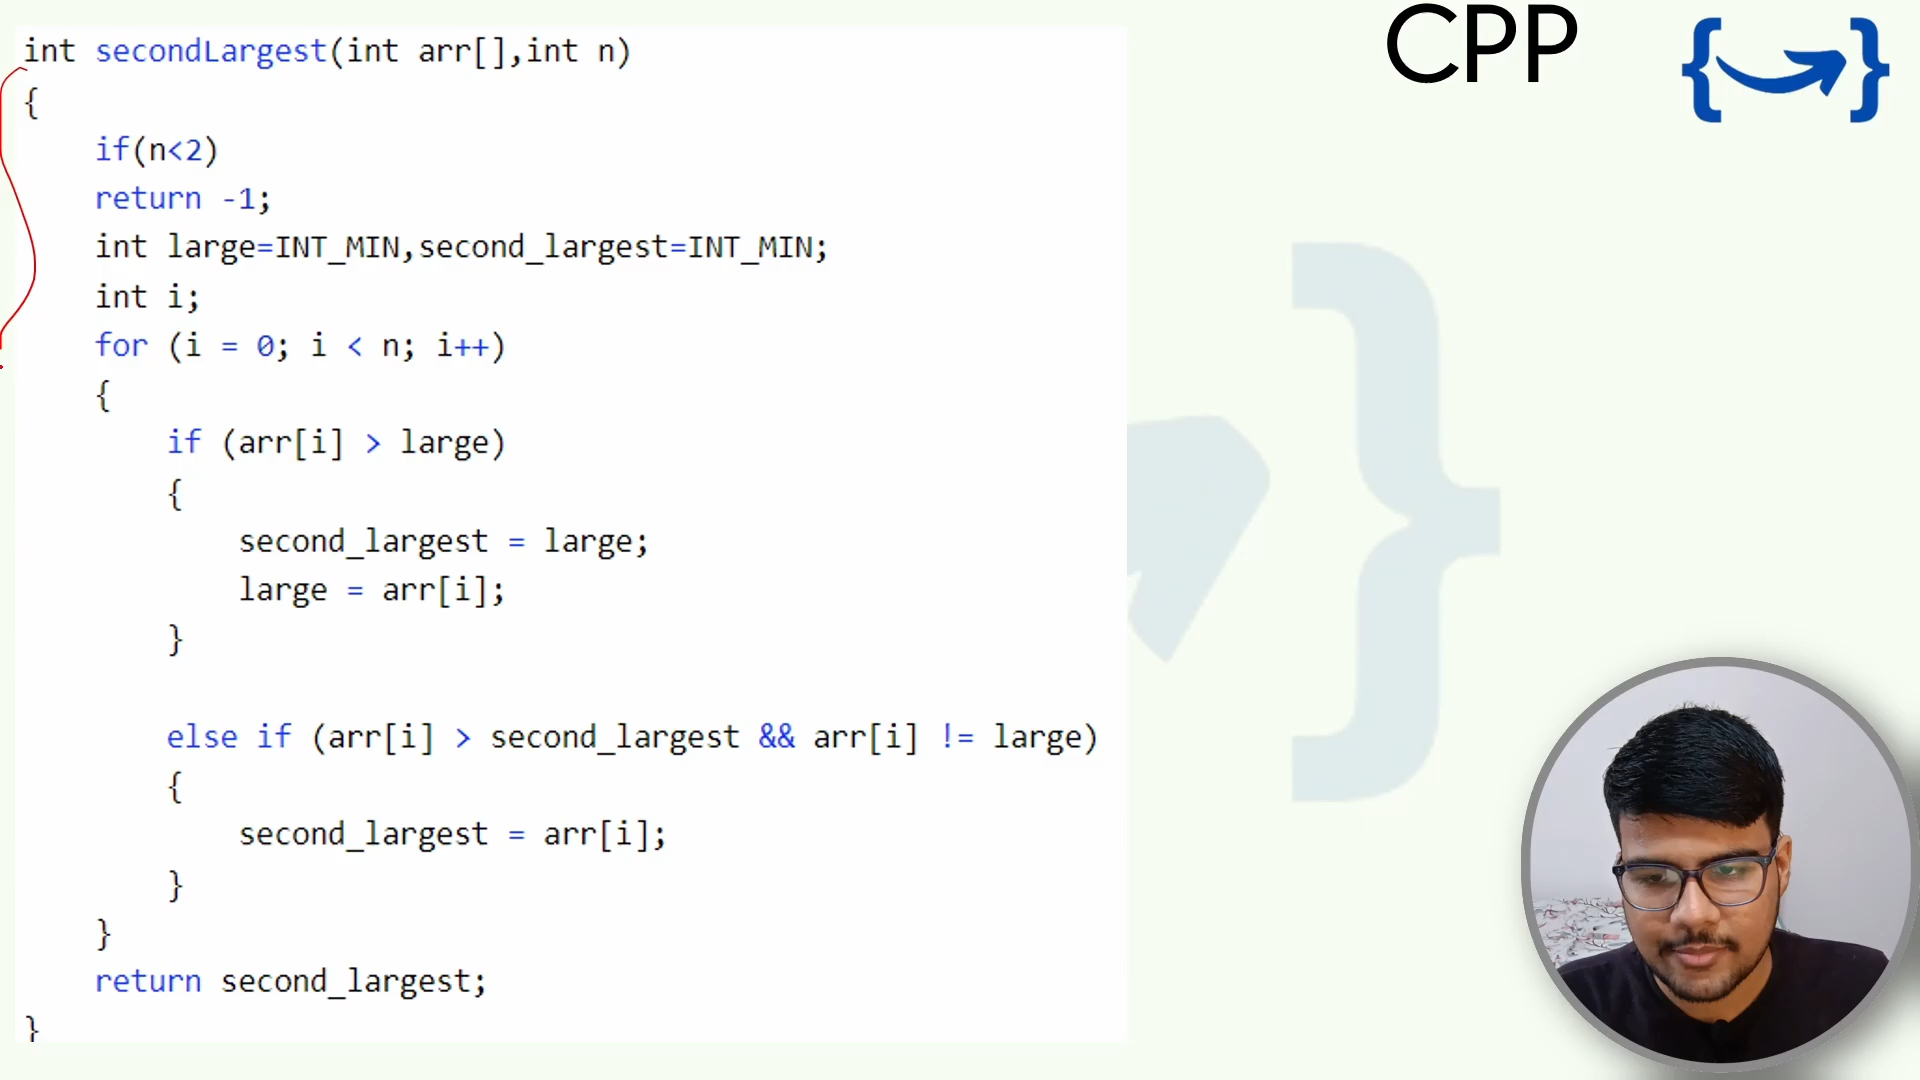 int secondLargest(int arr[],int n)
{
if(n<2)
return -1;
int large=INT_MIN,second_largest=INT_MIN;
int i;
for (i = 0; i < n; i++)
{
if (arr[i] > large)
{
second_largest = large;
large = arr[i];
}
else if (arr[i] > second_largest && arr[i] != large)
{
second_largest = arr[i];
}
}
return second_largest;
}
CPP